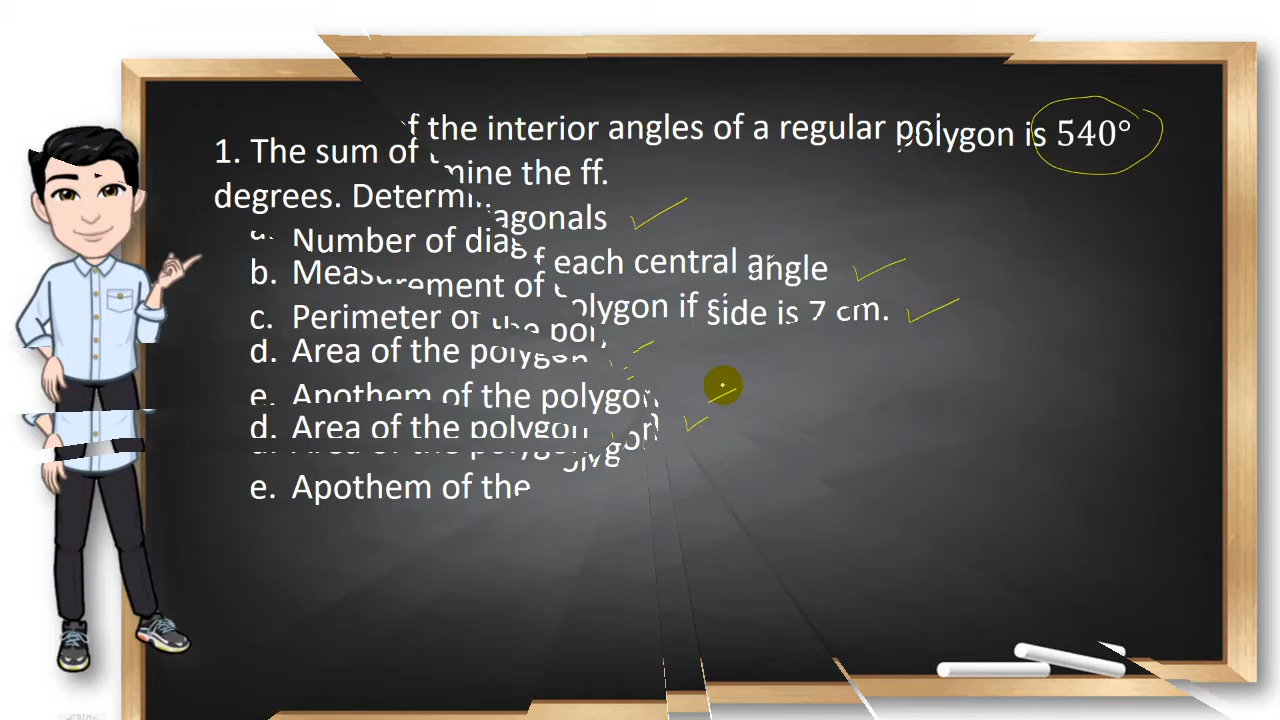 1. The sum of the interior angles of a regular polygon is 540°
degrees. Determine the ff.
a. Number of diagonals
b. Measurement of each central angle
c. Perimeter of the polygon if side is 7 cm.
d. Area of the polygon
e. Apothem of the polygon
d. Area of the polygon
e. Apothem of the